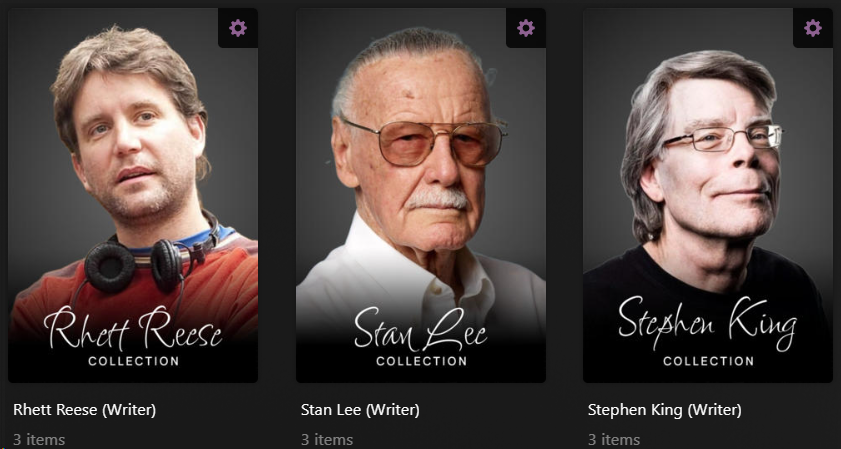 Rhett Reese
COLLECTION
Rhett Reese (Writer)
3 items
Stan Lee
COLLECTION
Stan Lee (Writer)
3 items
Stephen King
COLLECTION
Stephen King (Writer)
3 items